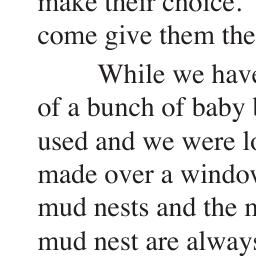 make their choice.
come give them the
While we have
of a bunch of baby
used and we were
made over a window
mud nests and the
mud nest are always